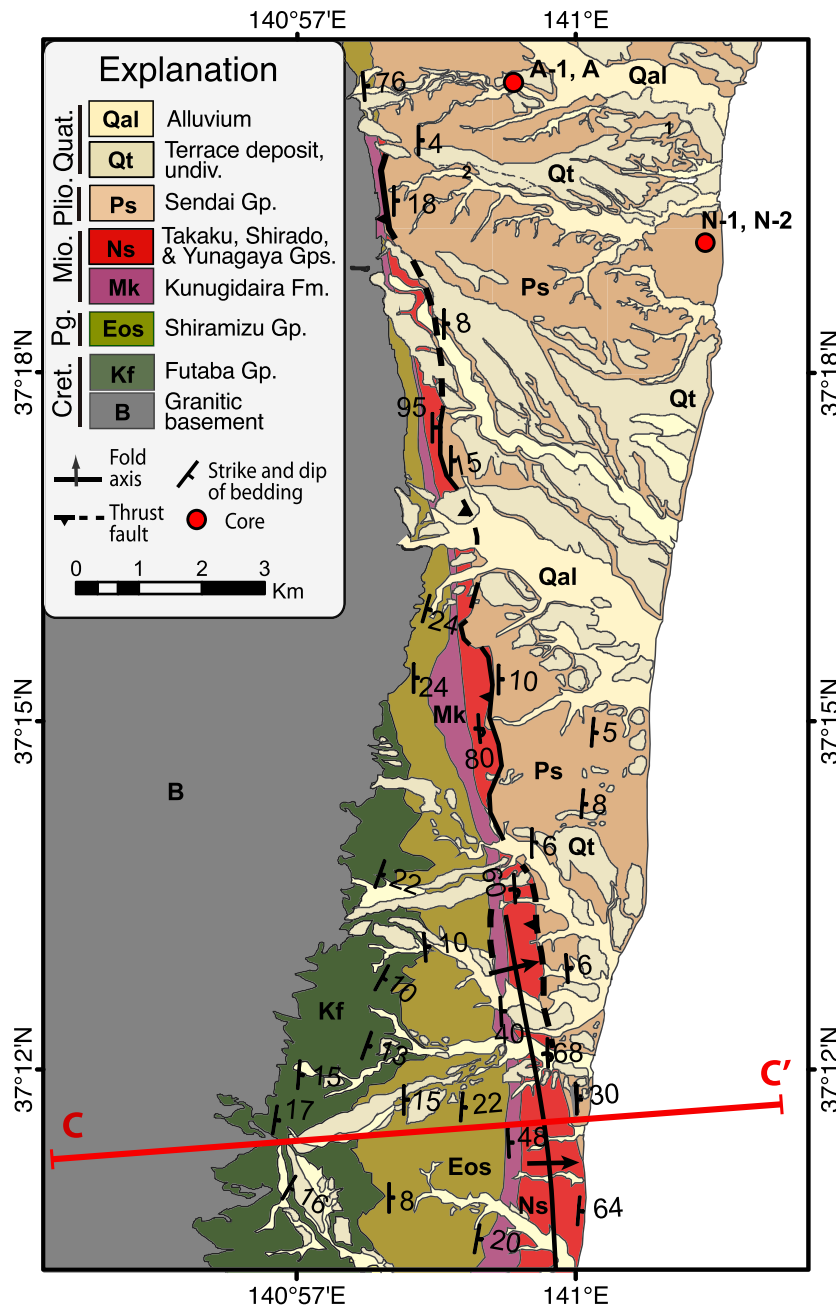 140°57'E
141°E
Explanation
Quat.
Qal
Alluvium
Qt
Terrace deposit,
undiv.
Plio.
Ps
Sendai Gp.
Mio.
Ns
Takaku, Shirado,
& Yunagaya Gps.
Mk
Kunugidaira Fm.
Pg.
Eos
Shiramizu Gp.
Cret.
Kf
Futaba Gp.
B
Granitic
basement
Fold
axis
Strike and dip
of bedding
Thrust
fault
Core
0
1
2
3
Km
76
A-1, A
Qal
4
1
2
Qt
18
N-1, N-2
Ps
8
37°18'N
37°18'N
95
Qt
15
Qal
24
24
10
37°15'N
37°15'N
Mk
5
80
Ps
B
8
6
Qt
22
60
10
6
10
Kf
40
13
68
37°12'N
37°12'N
15
C'
15
22
30
17
C
48
Eos
16
8
Ns
64
20
140°57'E
141°E